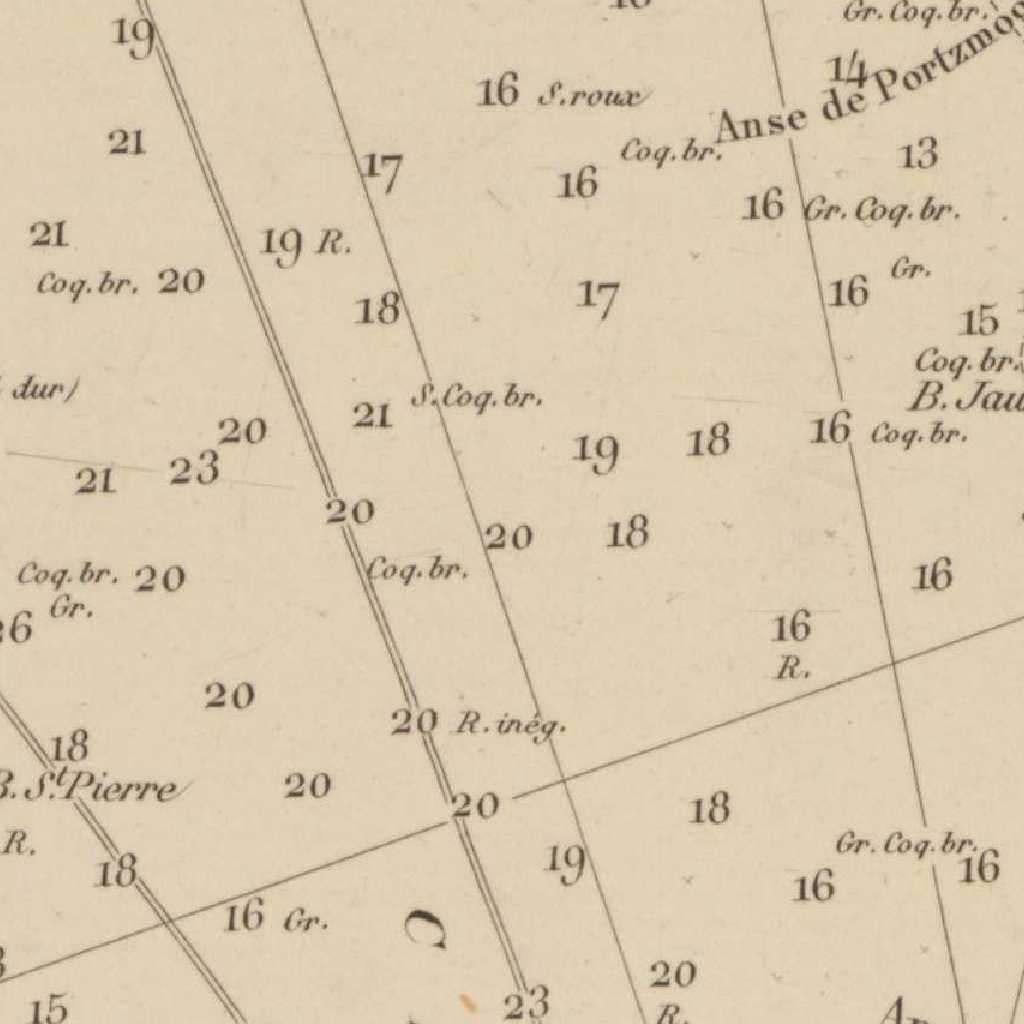 Gr. Coq. br.
19
14
16 S. roux
Anse de Portzmoo
21
Coq. br.
13
17
16
16 Gr. Coq. br.
21
19 R.
Coq. br. 20
Gr.
18
17
16
15
Coq. br.
dur)
B. Jau
S. Coq. br.
21
20
16 Coq. br.
19
18
23
21
20
20
18
Coq. br.
Coq. br. 20
16
Gr.
26
16
R.
20
20 R. inég.
18
B. St. Pierre
20
20
18
R.
Gr. Coq. br.
19
16
16
18
16 Gr.
C
20
R.
23
15
Ar